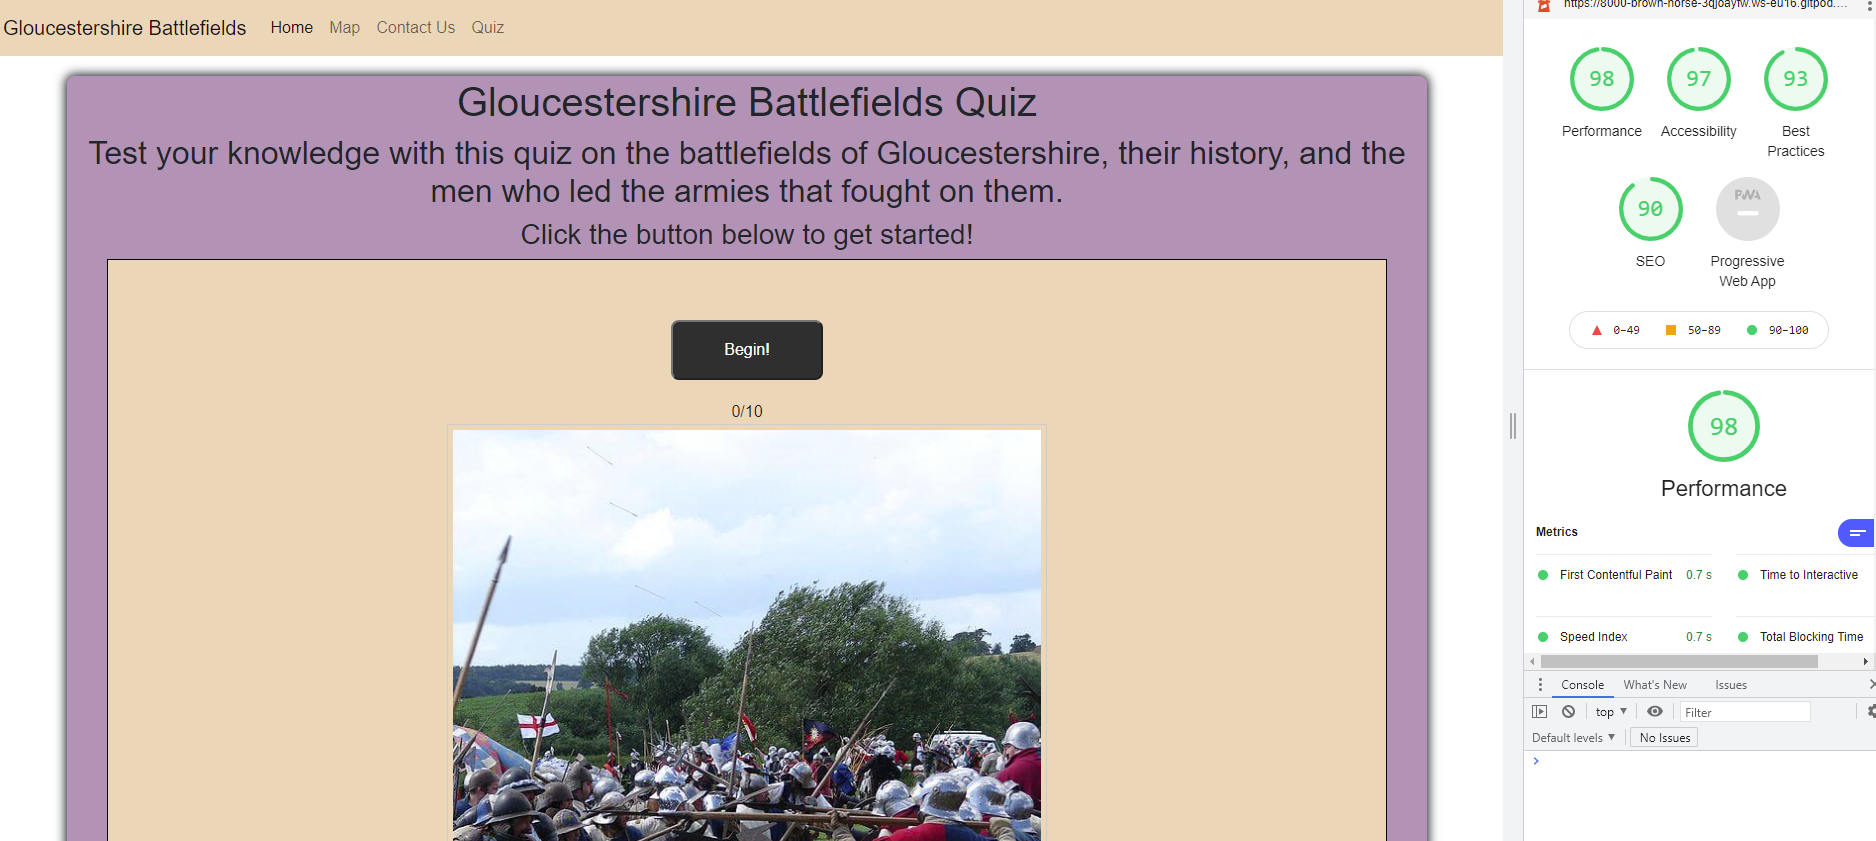 Gloucestershire Battlefields Home Map Contact Us Quiz
Gloucestershire Battlefields Quiz
Test your knowledge with this quiz on the battlefields of Gloucestershire, their history, and the
men who led the armies that fought on them.
Click the button below to get started!
Begin!
0/10
https://8000-brown-horse-3qjoayfw.ws-eu16.gitpod....
98 97 93
Performance Accessibility Best
Practices
90 PWA
SEO Progressive
Web App
0–49 50–89 90–100
98
Performance
Metrics
First Contentful Paint 0.7 s Time to Interactive
Speed Index 0.7 s Total Blocking Time
Console What's New Issues
top Filter
Default levels No Issues